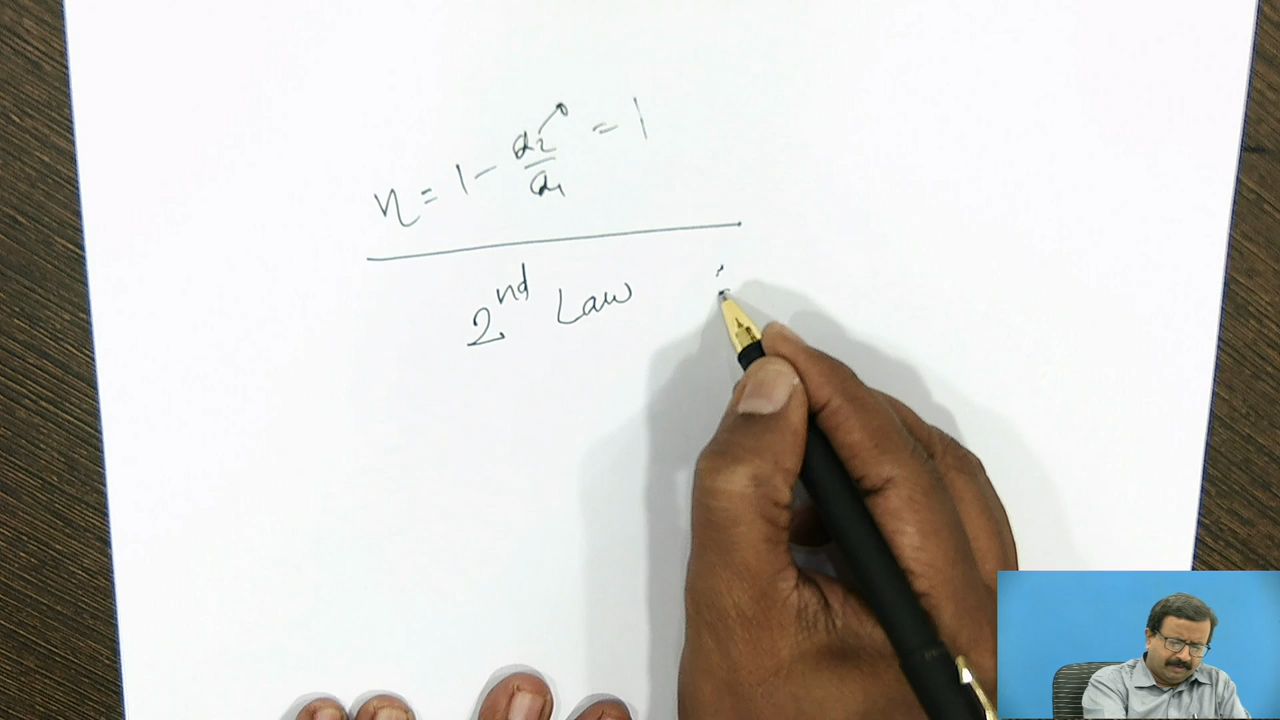 η = 1 - Q₂/Q₁ = 1
2nd Law :